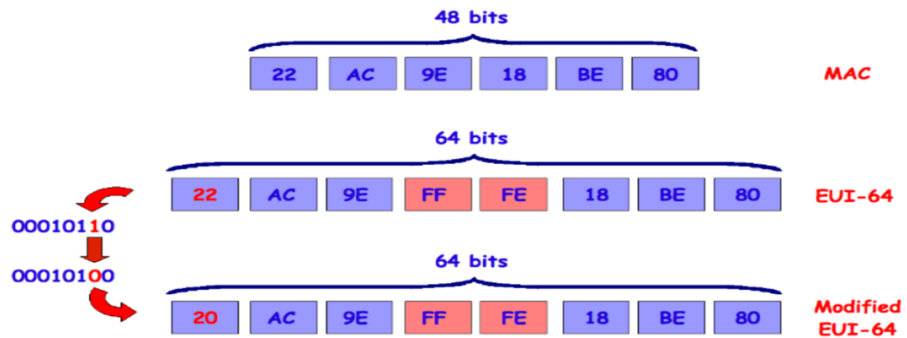 48 bits
22 AC 9E 18 BE 80 MAC
64 bits
22 AC 9E FF FE 18 BE 80 EUI-64
00010110
00010100
64 bits
20 AC 9E FF FE 18 BE 80 Modified
EUI-64